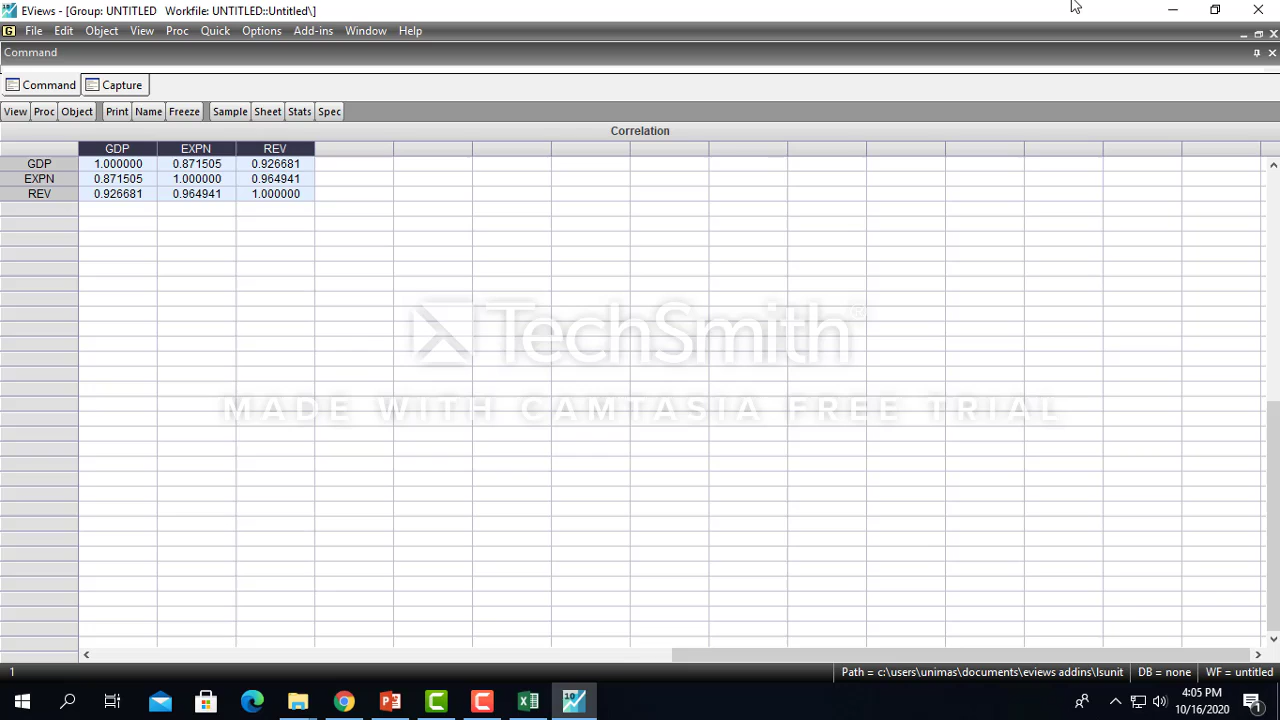 EViews - [Group: UNTITLED   Workfile: UNTITLED::Untitled\]
File Edit Object View Proc Quick Options Add-ins Window Help
Command
Command Capture
View Proc Object Print Name Freeze Sample Sheet Stats Spec
Correlation
GDP EXPN REV
GDP 1.000000 0.871505 0.926681
EXPN 0.871505 1.000000 0.964941
REV 0.926681 0.964941 1.000000
TechSmith®
MADE WITH CAMTASIA FREE TRIAL
1 Path = c:\users\unimas\documents\eviews addins\lsunit DB = none WF = untitled
10
4:05 PM
10/16/2020
1